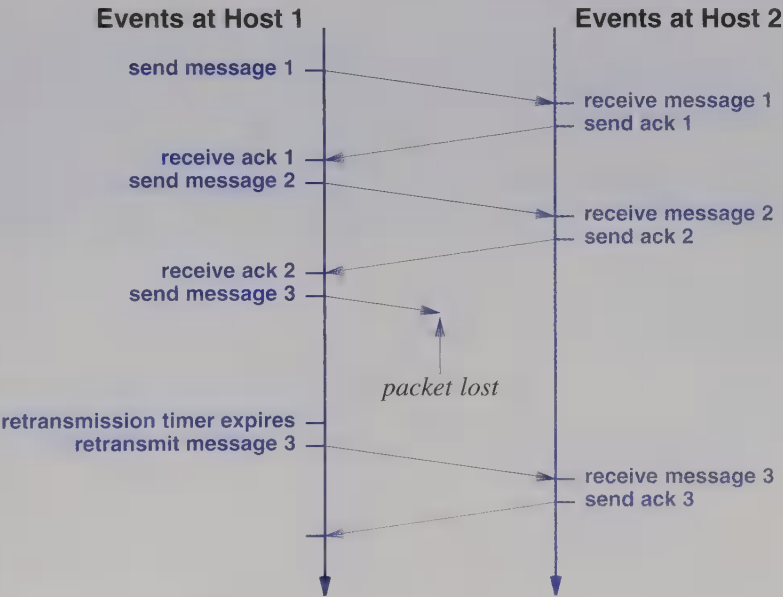 Events at Host 1
Events at Host 2
send message 1
receive message 1
send ack 1
receive ack 1
send message 2
receive message 2
send ack 2
receive ack 2
send message 3
packet lost
retransmission timer expires
retransmit message 3
receive message 3
send ack 3